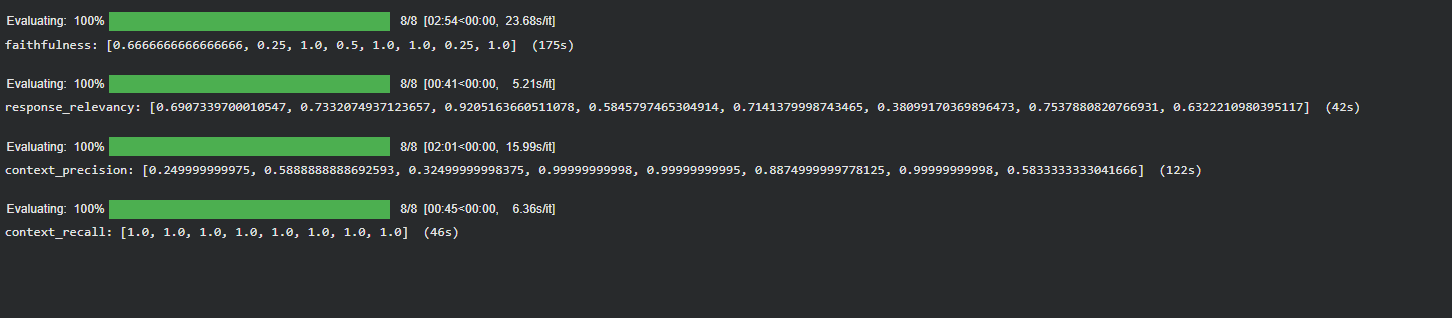 Evaluating: 100% 8/8 [02:54<00:00, 23.68s/it]
faithfulness: [0.6666666666666666, 0.25, 1.0, 0.5, 1.0, 1.0, 0.25, 1.0] (175s)
Evaluating: 100% 8/8 [00:41<00:00, 5.21s/it]
response_relevancy: [0.6907339700010547, 0.7332074937123657, 0.9205163660511078, 0.5845797465304914, 0.7141379998743465, 0.38099170369896473, 0.7537880820766931, 0.6322210980395117] (42s)
Evaluating: 100% 8/8 [02:01<00:00, 15.99s/it]
context_precision: [0.249999999975, 0.5888888888692593, 0.32499999998375, 0.99999999998, 0.99999999995, 0.8874999999778125, 0.99999999998, 0.5833333333041666] (122s)
Evaluating: 100% 8/8 [00:45<00:00, 6.36s/it]
context_recall: [1.0, 1.0, 1.0, 1.0, 1.0, 1.0, 1.0, 1.0] (46s)